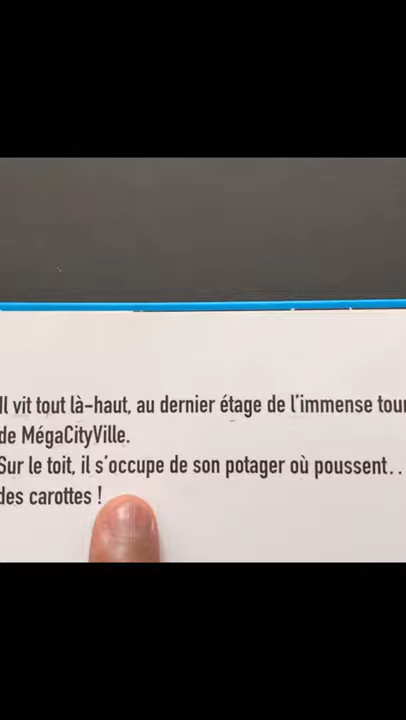 Il vit tout là-haut, au dernier étage de l'immense tour
de MégaCityVille.
Sur le toit, il s'occupe de son potager où poussent...
des carottes !